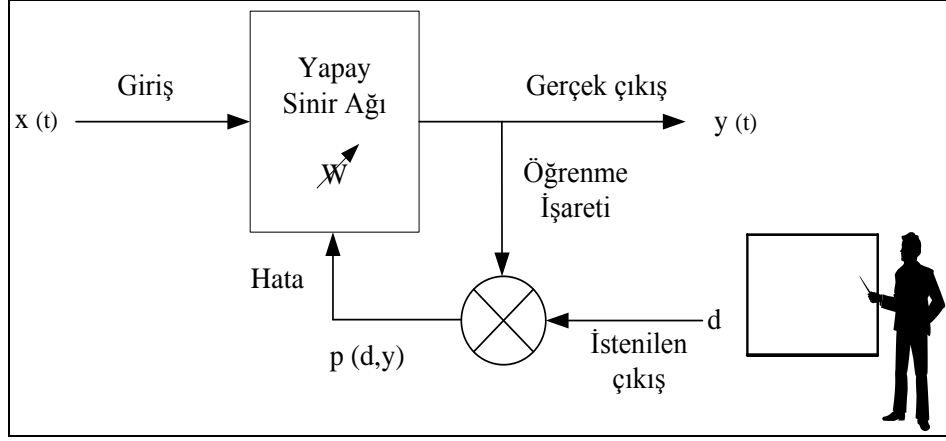 Yapay
Sinir Ağı
W
Giriş
x (t)
Gerçek çıkış
y (t)
Öğrenme
İşareti
Hata
p (d,y)
d
İstenilen
çıkış